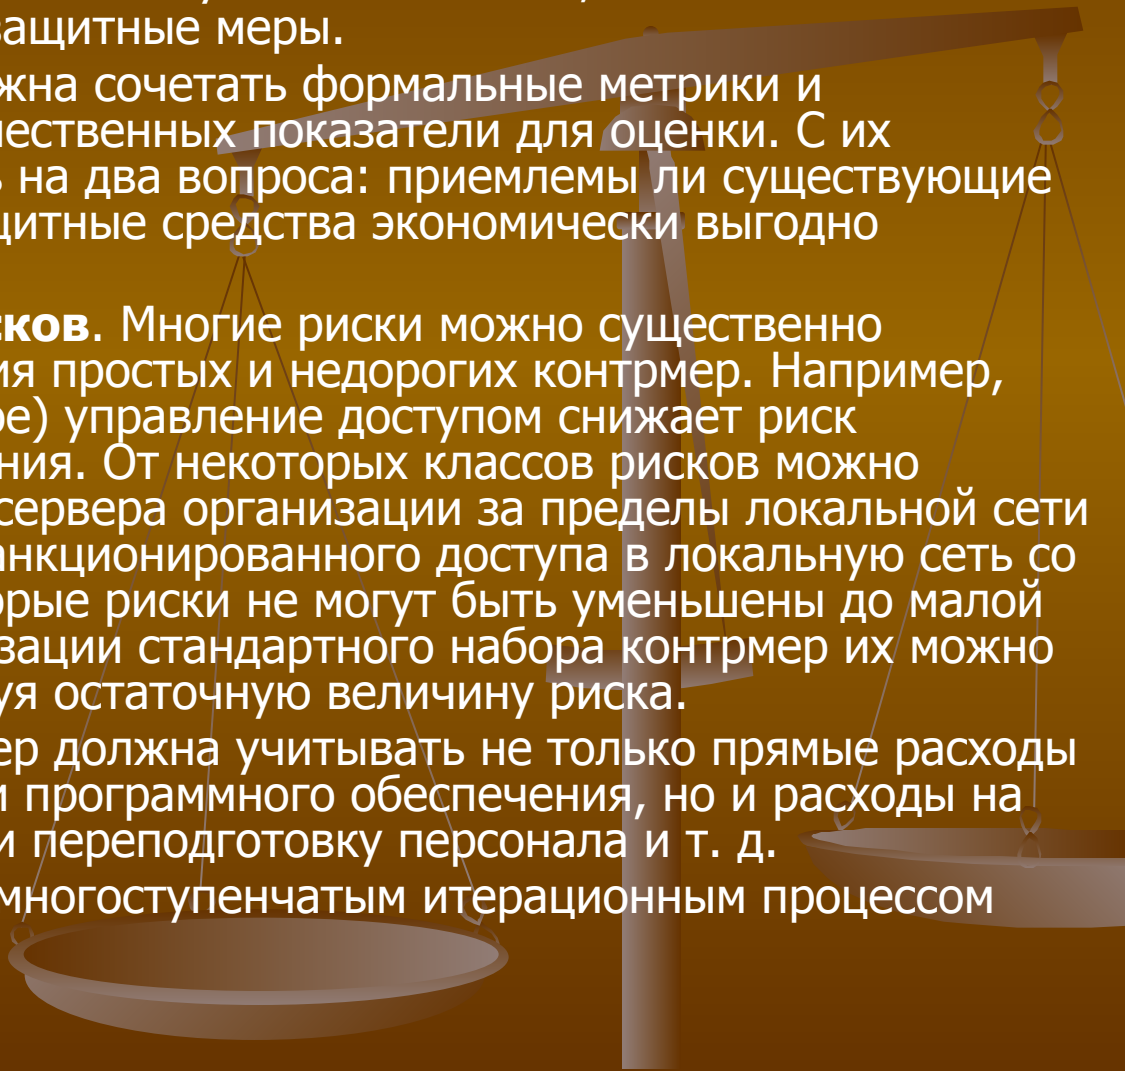 защитные меры.
жна сочетать формальные метрики и
чественных показатели для оценки. С их
ь на два вопроса: приемлемы ли существующие
щитные средства экономически выгодно
сков. Многие риски можно существенно
ия простых и недорогих контрмер. Например,
ое) управление доступом снижает риск
ния. От некоторых классов рисков можно
сервера организации за пределы локальной сети
анкционированного доступа в локальную сеть со
орые риски не могут быть уменьшены до малой
зации стандартного набора контрмер их можно
уя остаточную величину риска.
ер должна учитывать не только прямые расходы
и программного обеспечения, но и расходы на
и переподготовку персонала и т. д.
многоступенчатым итерационным процессом